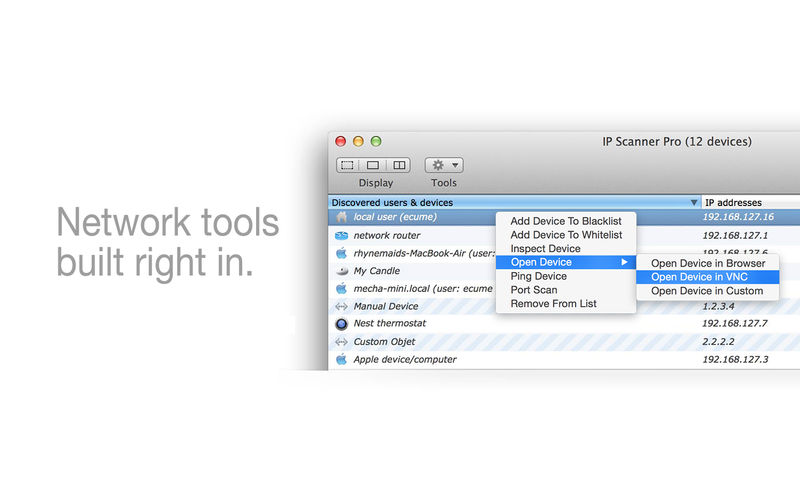 IP Scanner Pro (12 devices)
Display
Tools
Network tools
built right in.
Discovered users & devices
IP addresses
local user (ecume)
192.168.127.16
network router
192.168.127.1
rhynemaids-MacBook-Air (user:
My Candle
mecha-mini.local (user: ecume
Manual Device
1.2.3.4
Nest thermostat
192.168.127.7
Custom Objet
2.2.2.2
Apple device/computer
192.168.127.3
Add Device To Blacklist
Add Device To Whitelist
Inspect Device
Open Device
Ping Device
Port Scan
Remove From List
Open Device in Browser
Open Device in VNC
Open Device in Custom